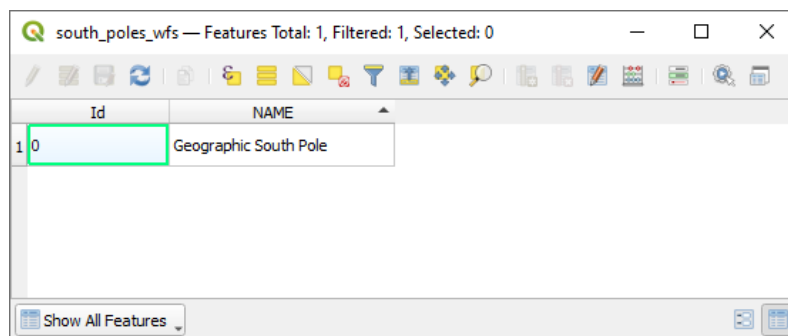 south_poles_wfs — Features Total: 1, Filtered: 1, Selected: 0
Id NAME
1 0 Geographic South Pole
Show All Features